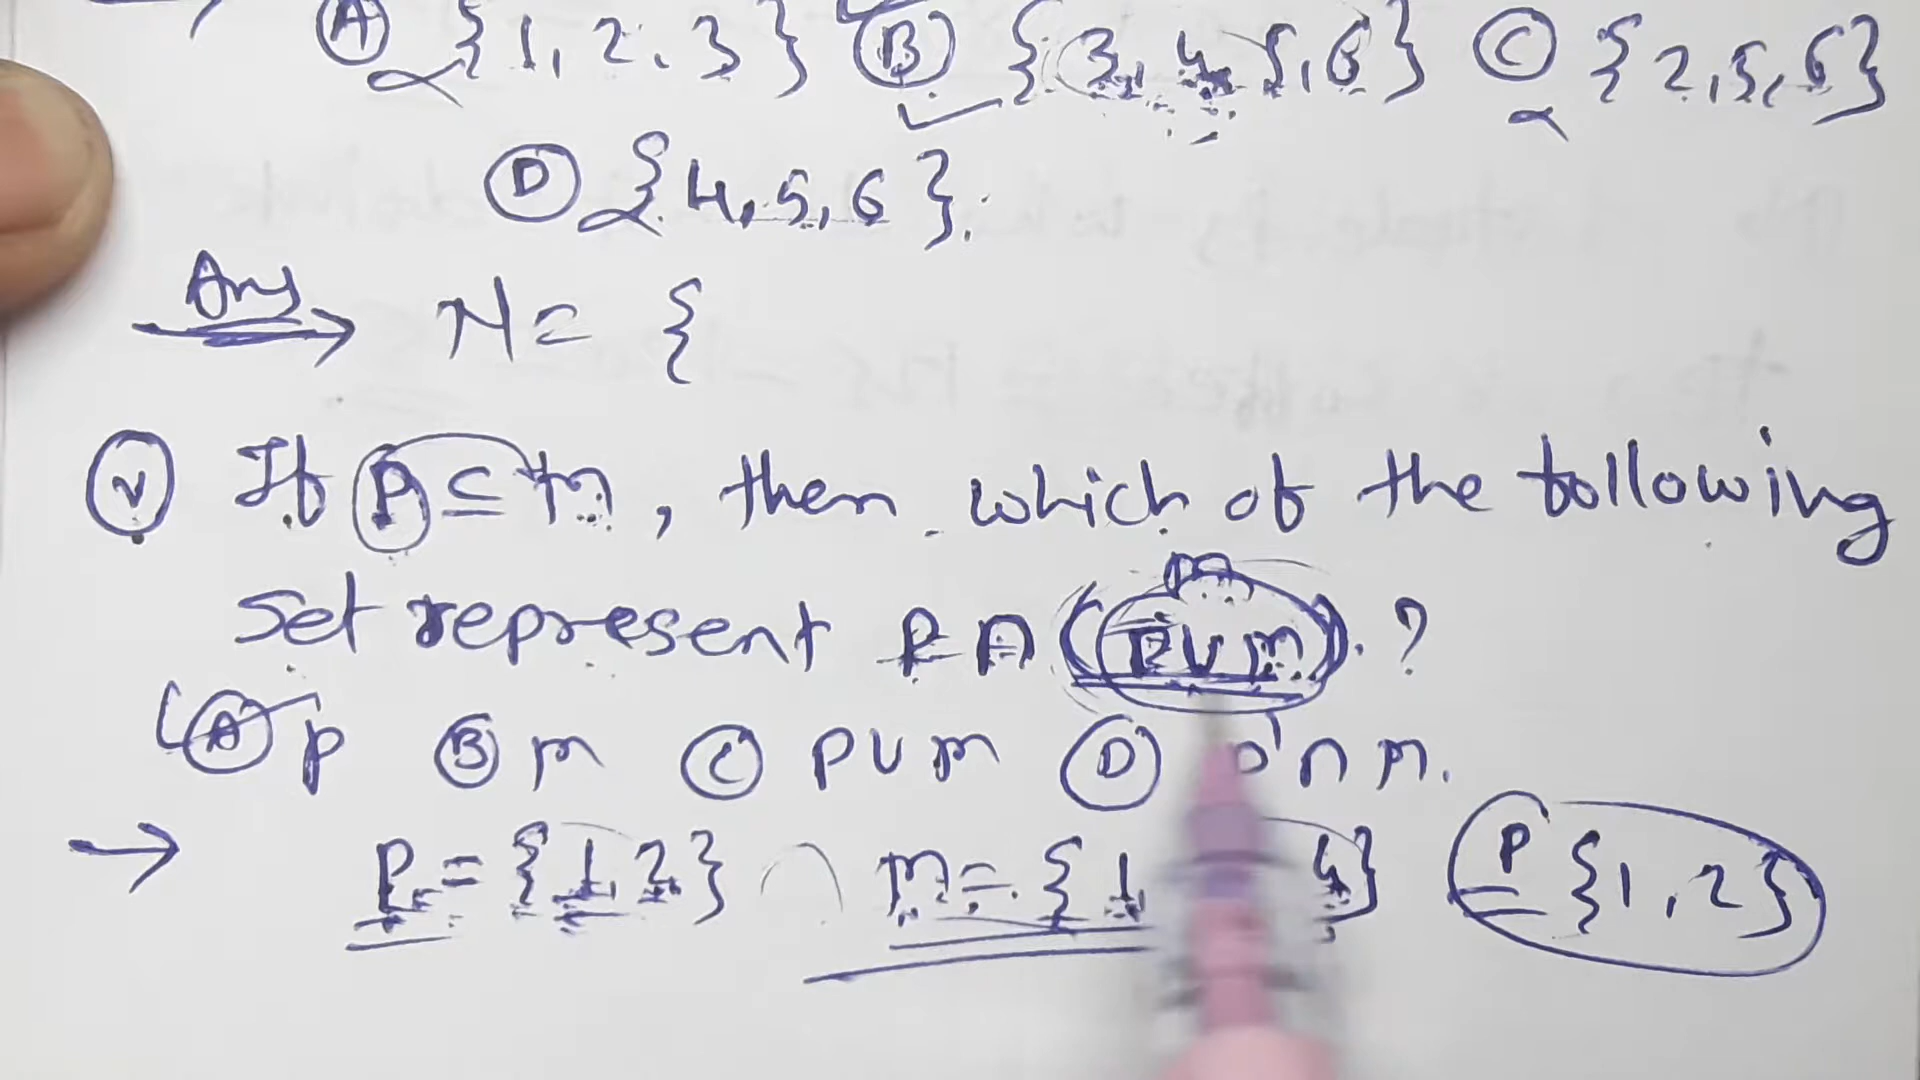 (A) {1, 2, 3} (B) {3, 4, 5, 6} (C) {2, 5, 6}
(D) {4, 5, 6}.
Ans → N = {
(v) If P ⊆ m, then which of the following
m
set represent P ∩ (P ∪ m).?
(A) P (B) m (C) P ∪ m (D) P' ∩ m.
→ P = {1, 2} ∩ m = {1, 4} P {1, 2}